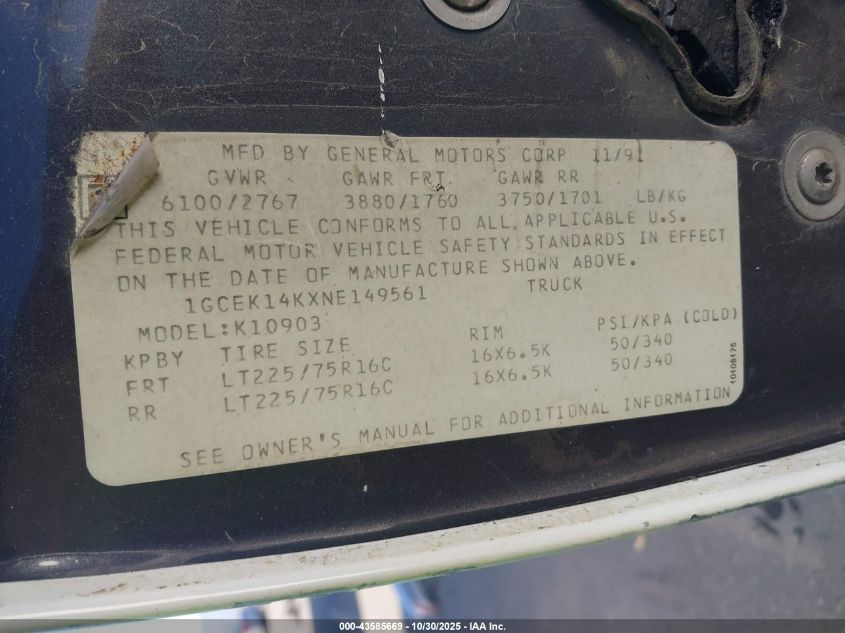 MFD BY GENERAL MOTORS CORP 11/91
GVWR GAWR FRT GAWR RR
6100/2767 3880/1760 3750/1701 LB/KG
THIS VEHICLE CONFORMS TO ALL APPLICABLE U.S.
FEDERAL MOTOR VEHICLE SAFETY STANDARDS IN EFFECT
ON THE DATE OF MANUFACTURE SHOWN ABOVE.
1GCEK14KXNE149561 TRUCK
MODEL:K10903
KPBY TIRE SIZE RIM PSI/KPA (COLD)
FRT LT225/75R16C 16X6.5K 50/340
RR LT225/75R16C 16X6.5K 50/340
SEE OWNER'S MANUAL FOR ADDITIONAL INFORMATION
10108175
000-43585669 - 10/30/2025 - IAA Inc.